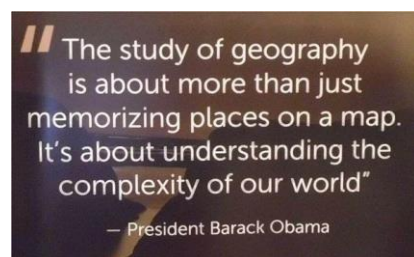 “ The study of geography
is about more than just
memorizing places on a map.
It's about understanding the
complexity of our world”
— President Barack Obama